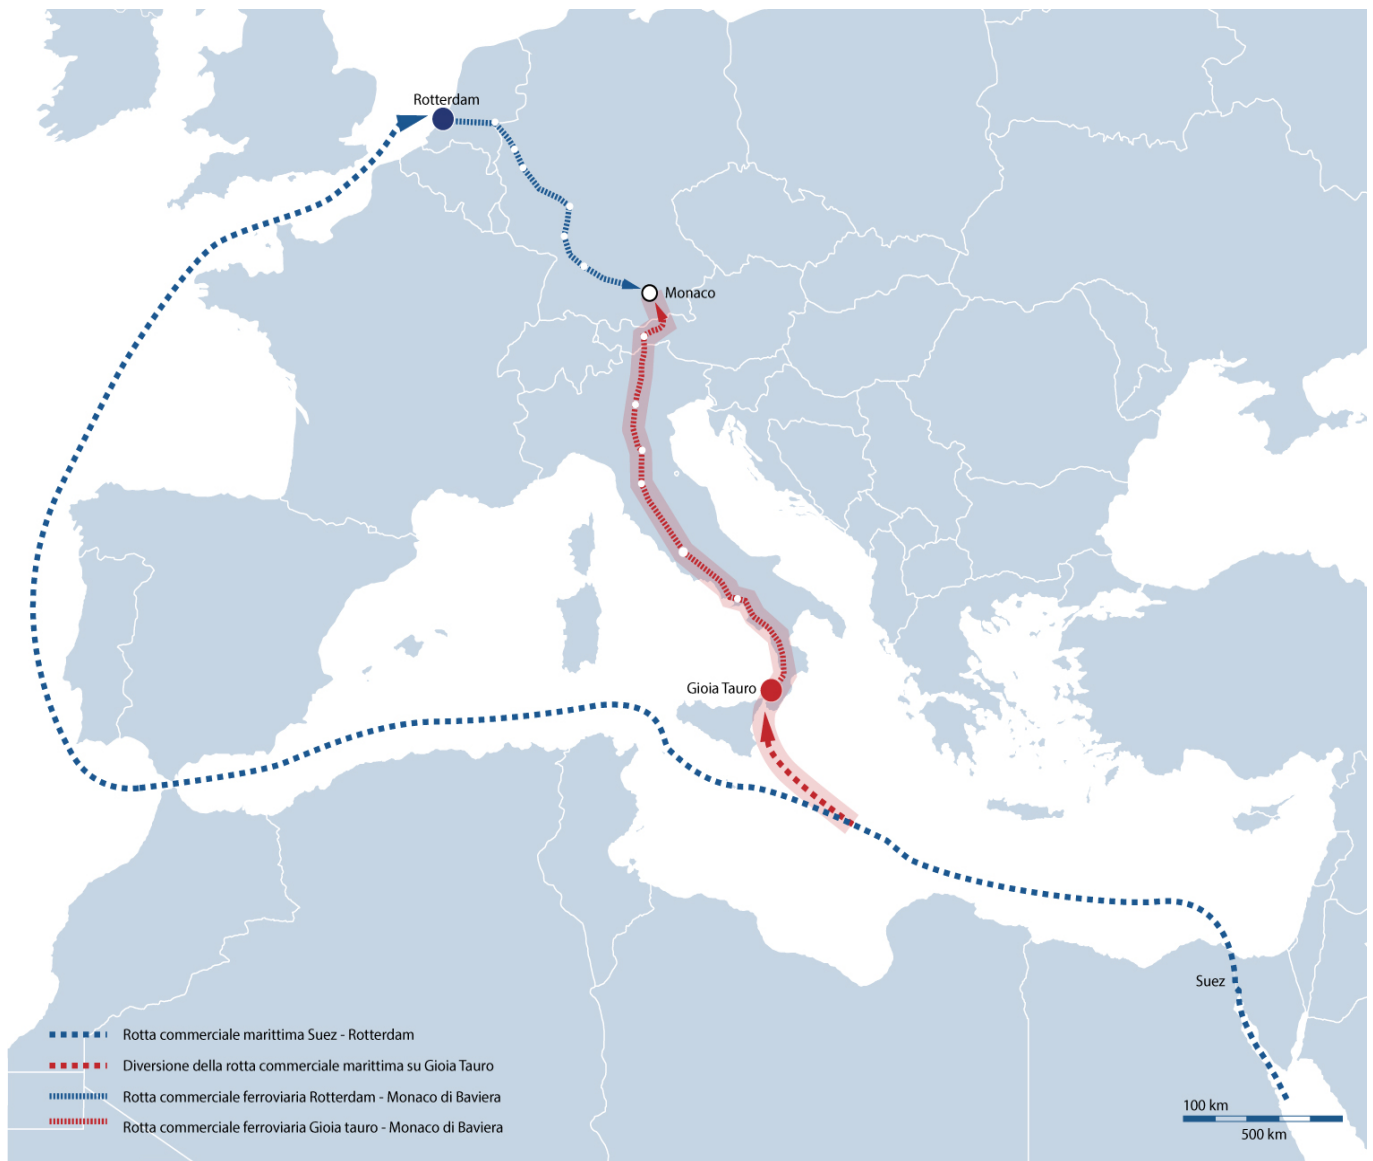 Rotterdam
Monaco
Gioia Tauro
Suez
Rotta commerciale marittima Suez - Rotterdam
Diversione della rotta commerciale marittima su Gioia Tauro
Rotta commerciale ferroviaria Rotterdam - Monaco di Baviera
Rotta commerciale ferroviaria Gioia tauro - Monaco di Baviera
100 km
500 km